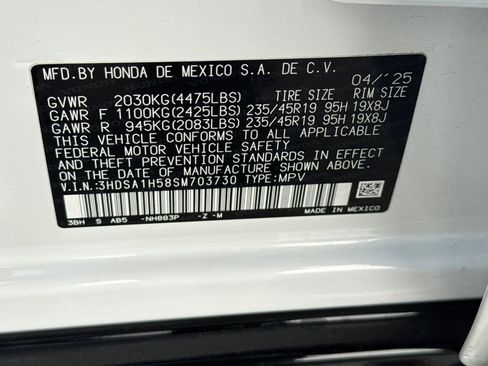 MFD.BY HONDA DE MEXICO S.A. DE C.V. 04/'25
GVWR 2030KG(4475LBS) TIRE SIZE RIM SIZE
GAWR F 1100KG(2425LBS) 235/45R19 95H 19X8J
GAWR R 945KG(2083LBS) 235/45R19 95H 19X8J
THIS VEHICLE CONFORMS TO ALL APPLICABLE
FEDERAL MOTOR VEHICLE SAFETY
AND THEFT PREVENTION STANDARDS IN EFFECT
ON THE DATE OF MANUFACTURE SHOWN ABOVE.
V.I.N.:3HDSA1H58SM703730 TYPE:MPV
3BH S AB5 -NH883P -Z-M MADE IN MEXICO